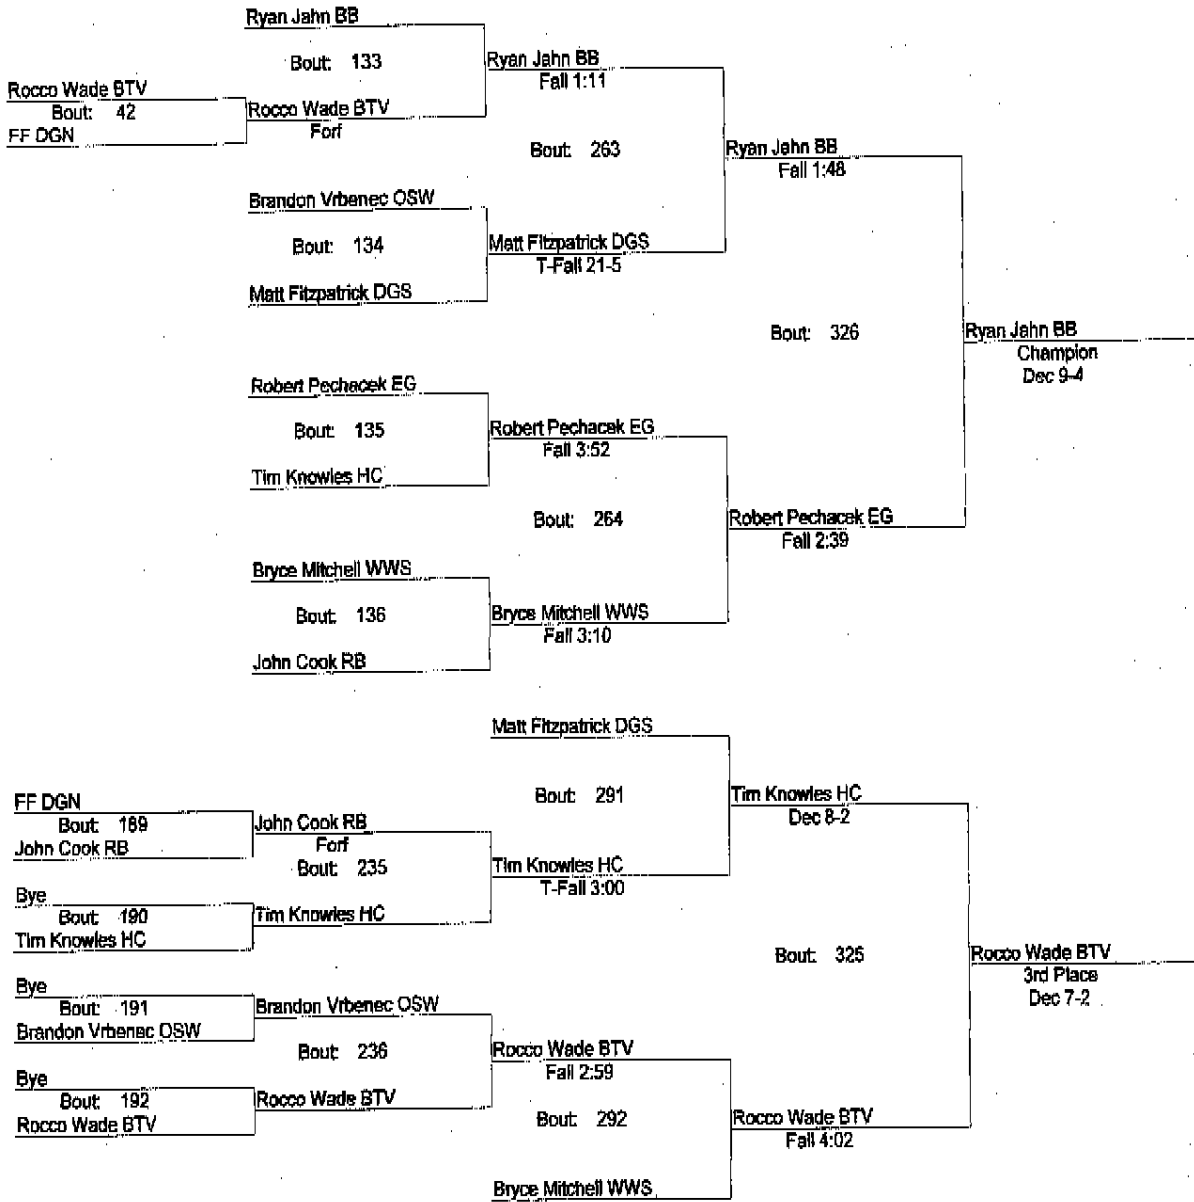 Ryan Jahn BB
Bout: 133
Ryan Jahn BB
Fall 1:11
Rocco Wade BTV
Bout: 42
FF DGN
Rocco Wade BTV
Forf
Bout: 263
Ryan Jahn BB
Fall 1:48
Brandon Vrbenec OSW
Bout: 134
Matt Fitzpatrick DGS
T-Fall 21-5
Matt Fitzpatrick DGS
Bout: 326
Ryan Jahn BB
Champion
Dec 9-4
Robert Pechacek EG
Bout: 135
Robert Pechacek EG
Fall 3:52
Tim Knowles HC
Bout: 264
Robert Pechacek EG
Fall 2:39
Bryce Mitchell WWS
Bout: 136
Bryce Mitchell WWS
Fall 3:10
John Cook RB
Matt Fitzpatrick DGS
Bout: 291
Tim Knowles HC
Dec 8-2
FF DGN
Bout: 189
John Cook RB
John Cook RB
Forf
Bout: 235
Tim Knowles HC
T-Fall 3:00
Bye
Bout: 190
Tim Knowles HC
Tim Knowles HC
Bout: 325
Rocco Wade BTV
3rd Place
Dec 7-2
Bye
Bout: 191
Brandon Vrbenec OSW
Brandon Vrbenec OSW
Bout: 236
Rocco Wade BTV
Fall 2:59
Bye
Bout: 192
Rocco Wade BTV
Rocco Wade BTV
Bout: 292
Rocco Wade BTV
Fall 4:02
Bryce Mitchell WWS